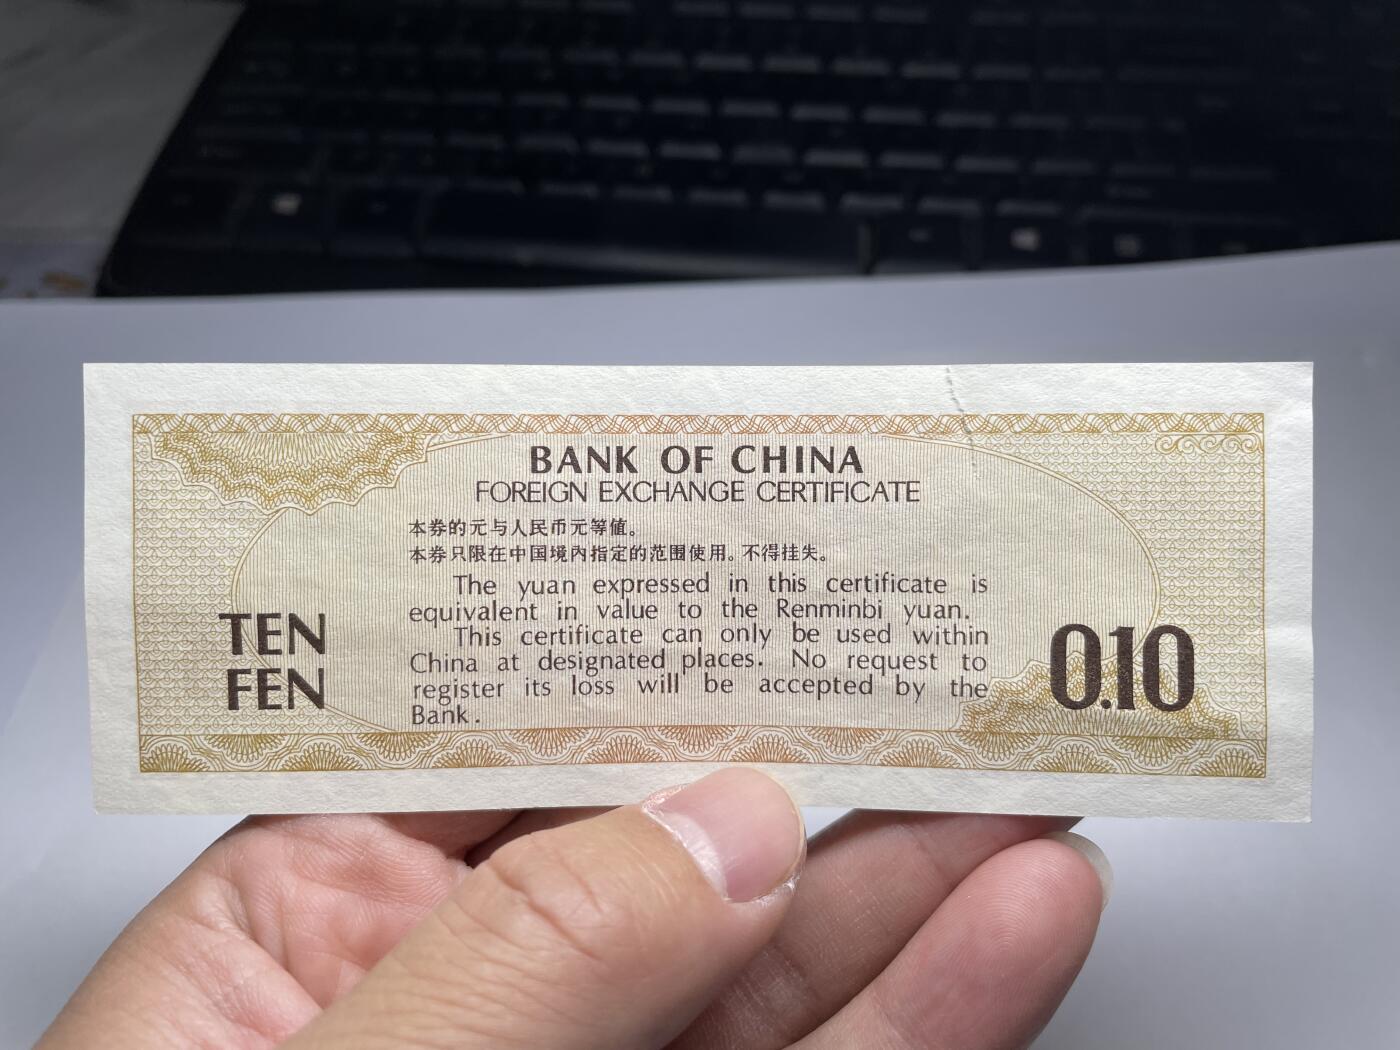 BANK OF CHINA
FOREIGN EXCHANGE CERTIFICATE
本券的元与人民币元等值。
本券只限在中国境内指定的范围使用。不得挂失。
The yuan expressed in this certificate is
equivalent in value to the Renminbi yuan.
This certificate can only be used within
China at designated places. No request to
register its loss will be accepted by the
Bank.
TEN
FEN
0.10